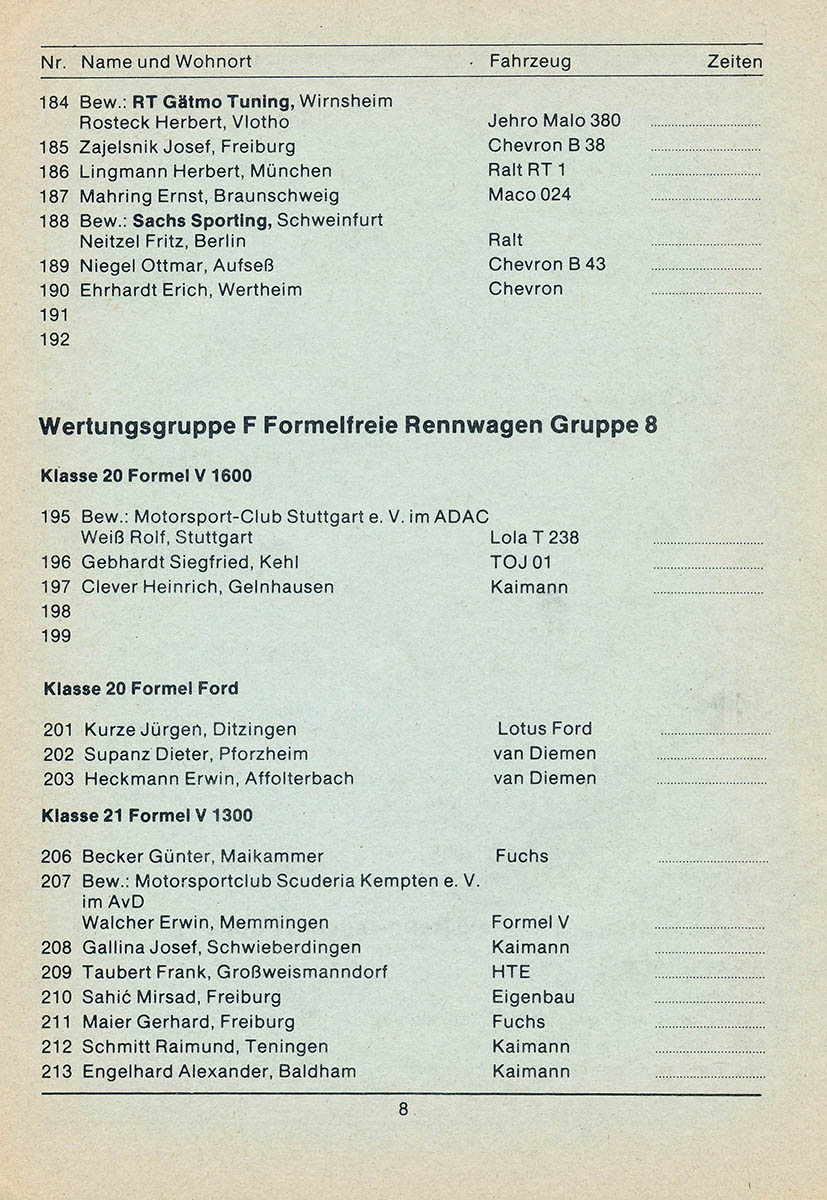 Nr. Name und Wohnort Fahrzeug Zeiten
184 Bew.: RT Gätmo Tuning, Wirnsheim
Rosteck Herbert, Vlotho Jehro Malo 380
185 Zajelsnik Josef, Freiburg Chevron B 38
186 Lingmann Herbert, München Ralt RT 1
187 Mahring Ernst, Braunschweig Maco 024
188 Bew.: Sachs Sporting, Schweinfurt
Neitzel Fritz, Berlin Ralt
189 Niegel Ottmar, Aufseß Chevron B 43
190 Ehrhardt Erich, Wertheim Chevron
191
192
Wertungsgruppe F Formelfreie Rennwagen Gruppe 8
Klasse 20 Formel V 1600
195 Bew.: Motorsport-Club Stuttgart e. V. im ADAC
Weiß Rolf, Stuttgart Lola T 238
196 Gebhardt Siegfried, Kehl TOJ 01
197 Clever Heinrich, Gelnhausen Kaimann
198
199
Klasse 20 Formel Ford
201 Kurze Jürgen, Ditzingen Lotus Ford
202 Supanz Dieter, Pforzheim van Diemen
203 Heckmann Erwin, Affolterbach van Diemen
Klasse 21 Formel V 1300
206 Becker Günter, Maikammer Fuchs
207 Bew.: Motorsportclub Scuderia Kempten e. V.
im AvD
Walcher Erwin, Memmingen Formel V
208 Gallina Josef, Schwieberdingen Kaimann
209 Taubert Frank, Großweismanndorf HTE
210 Sahić Mirsad, Freiburg Eigenbau
211 Maier Gerhard, Freiburg Fuchs
212 Schmitt Raimund, Teningen Kaimann
213 Engelhard Alexander, Baldham Kaimann
8